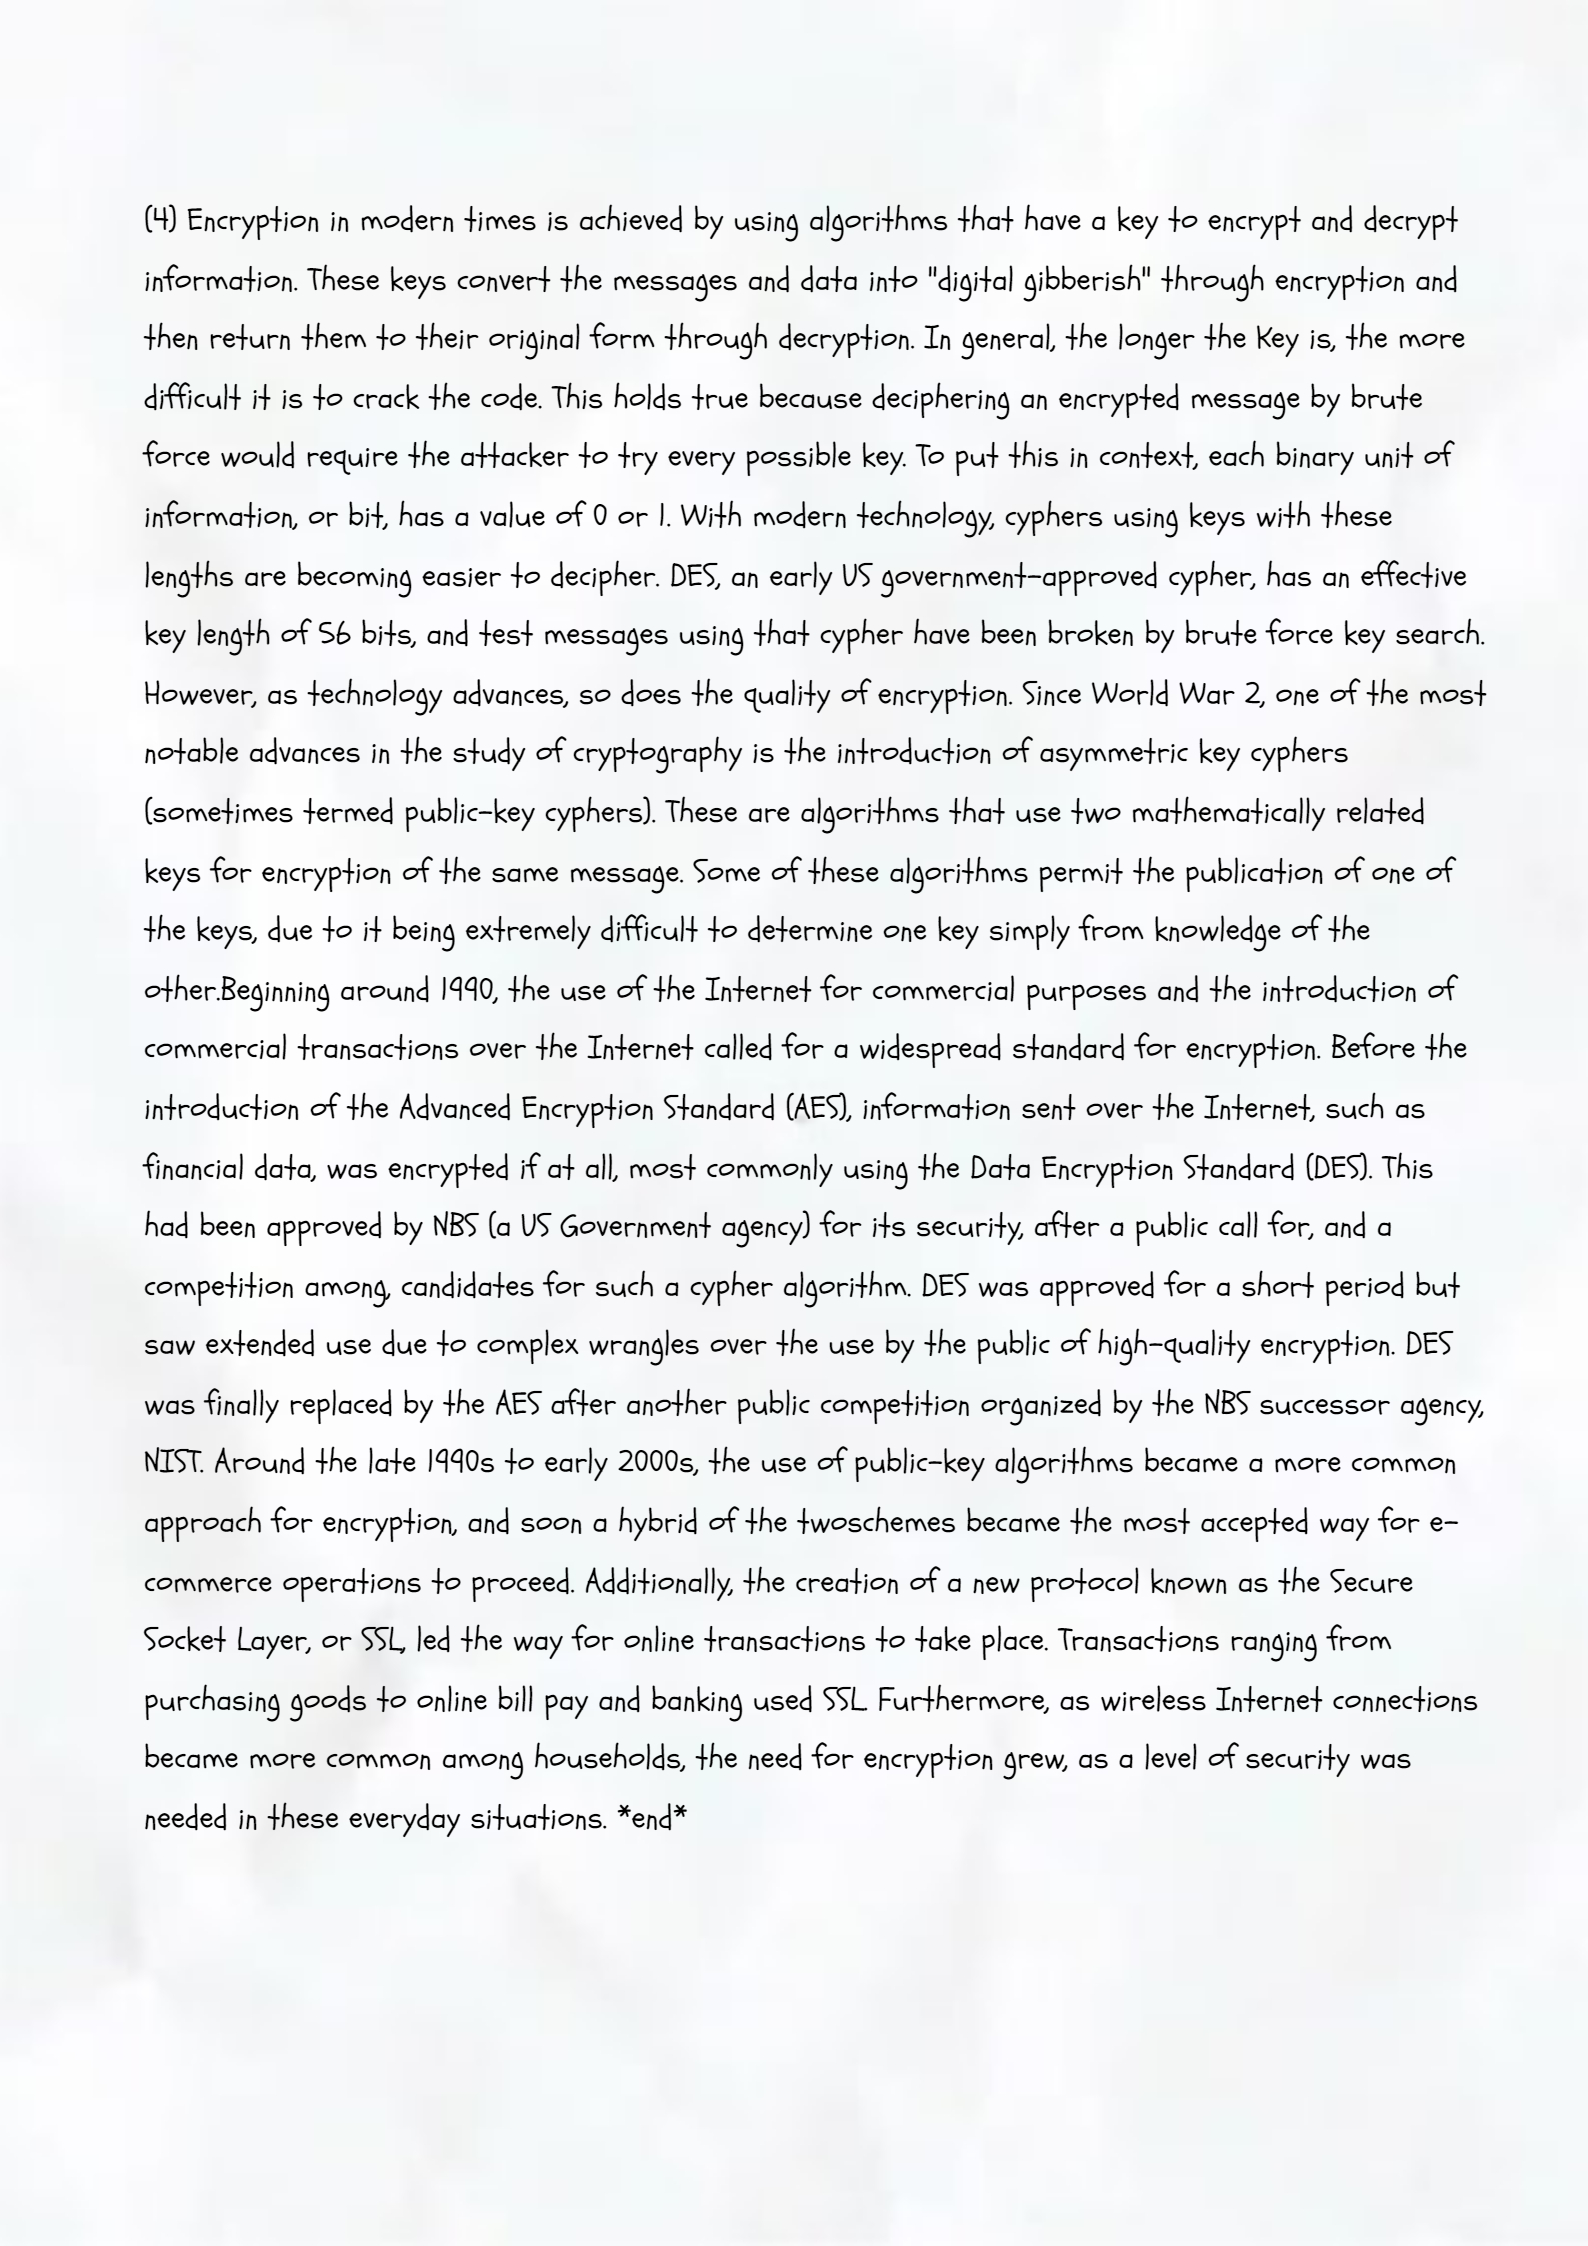 (4) Encryption in modern times is achieved by using algorithms that have a key to encrypt and decrypt
information. These keys convert the messages and data into "digital gibberish" through encryption and
then return them to their original form through decryption. In general, the longer the Key is, the more
difficult it is to crack the code. This holds true because deciphering an encrypted message by brute
force would require the attacker to try every possible key. To put this in context, each binary unit of
information, or bit, has a value of 0 or 1. With modern technology, cyphers using keys with these
lengths are becoming easier to decipher. DES, an early US government-approved cypher, has an effective
key length of 56 bits, and test messages using that cypher have been broken by brute force key search.
However, as technology advances, so does the quality of encryption. Since World War 2, one of the most
notable advances in the study of cryptography is the introduction of asymmetric key cyphers
(sometimes termed public-key cyphers). These are algorithms that use two mathematically related
keys for encryption of the same message. Some of these algorithms permit the publication of one of
the keys, due to it being extremely difficult to determine one key simply from knowledge of the
other.Beginning around 1990, the use of the Internet for commercial purposes and the introduction of
commercial transactions over the Internet called for a widespread standard for encryption. Before the
introduction of the Advanced Encryption Standard (AES), information sent over the Internet, such as
financial data, was encrypted if at all, most commonly using the Data Encryption Standard (DES). This
had been approved by NBS (a US Government agency) for its security, after a public call for, and a
competition among, candidates for such a cypher algorithm. DES was approved for a short period but
saw extended use due to complex wrangles over the use by the public of high-quality encryption. DES
was finally replaced by the AES after another public competition organized by the NBS successor agency,
NIST. Around the late 1990s to early 2000s, the use of public-key algorithms became a more common
approach for encryption, and soon a hybrid of the twoschemes became the most accepted way for e-
commerce operations to proceed. Additionally, the creation of a new protocol known as the Secure
Socket Layer, or SSL, led the way for online transactions to take place. Transactions ranging from
purchasing goods to online bill pay and banking used SSL. Furthermore, as wireless Internet connections
became more common among households, the need for encryption grew, as a level of security was
needed in these everyday situations. *end*